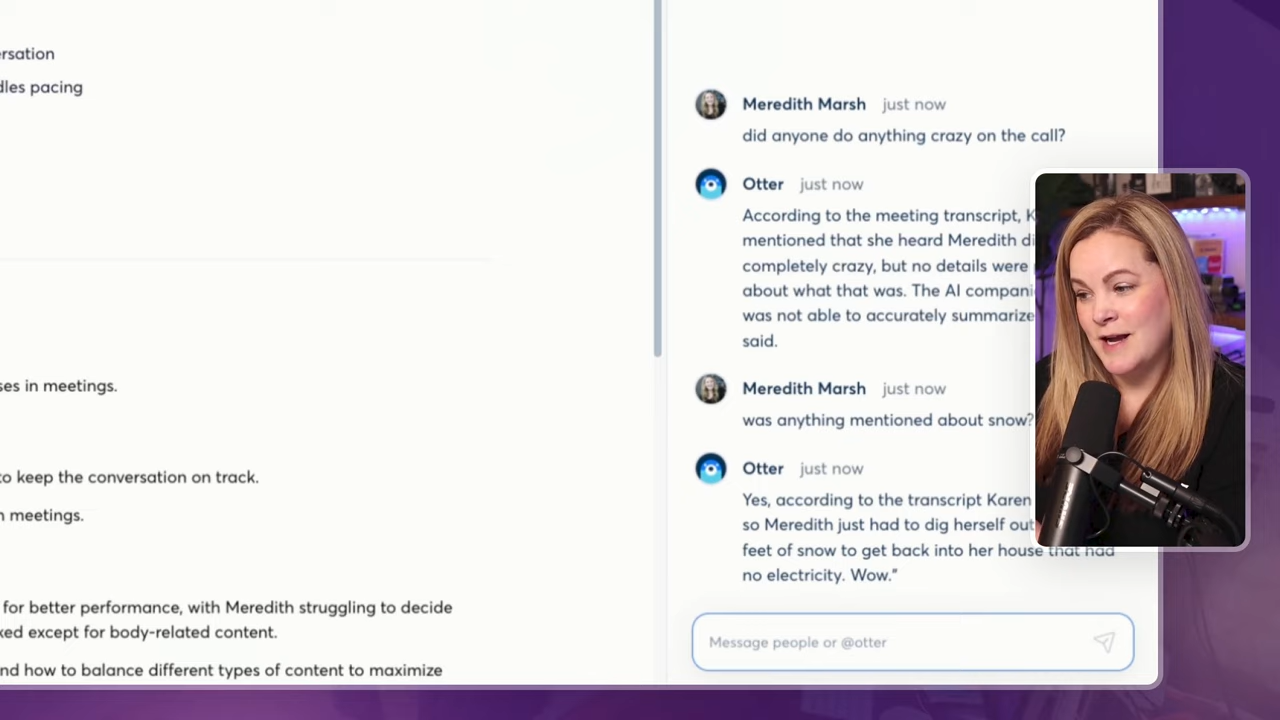 ersation
dles pacing
ses in meetings.
to keep the conversation on track.
n meetings.
for better performance, with Meredith struggling to decide
xed except for body-related content.
nd how to balance different types of content to maximize
Meredith Marsh just now
did anyone do anything crazy on the call?
Otter just now
According to the meeting transcript, K
mentioned that she heard Meredith di
completely crazy, but no details were
about what that was. The AI compani
was not able to accurately summarize
said.
Meredith Marsh just now
was anything mentioned about snow?
Otter just now
Yes, according to the transcript Karen
so Meredith just had to dig herself out
feet of snow to get back into her house that had
no electricity. Wow."
Message people or @otter